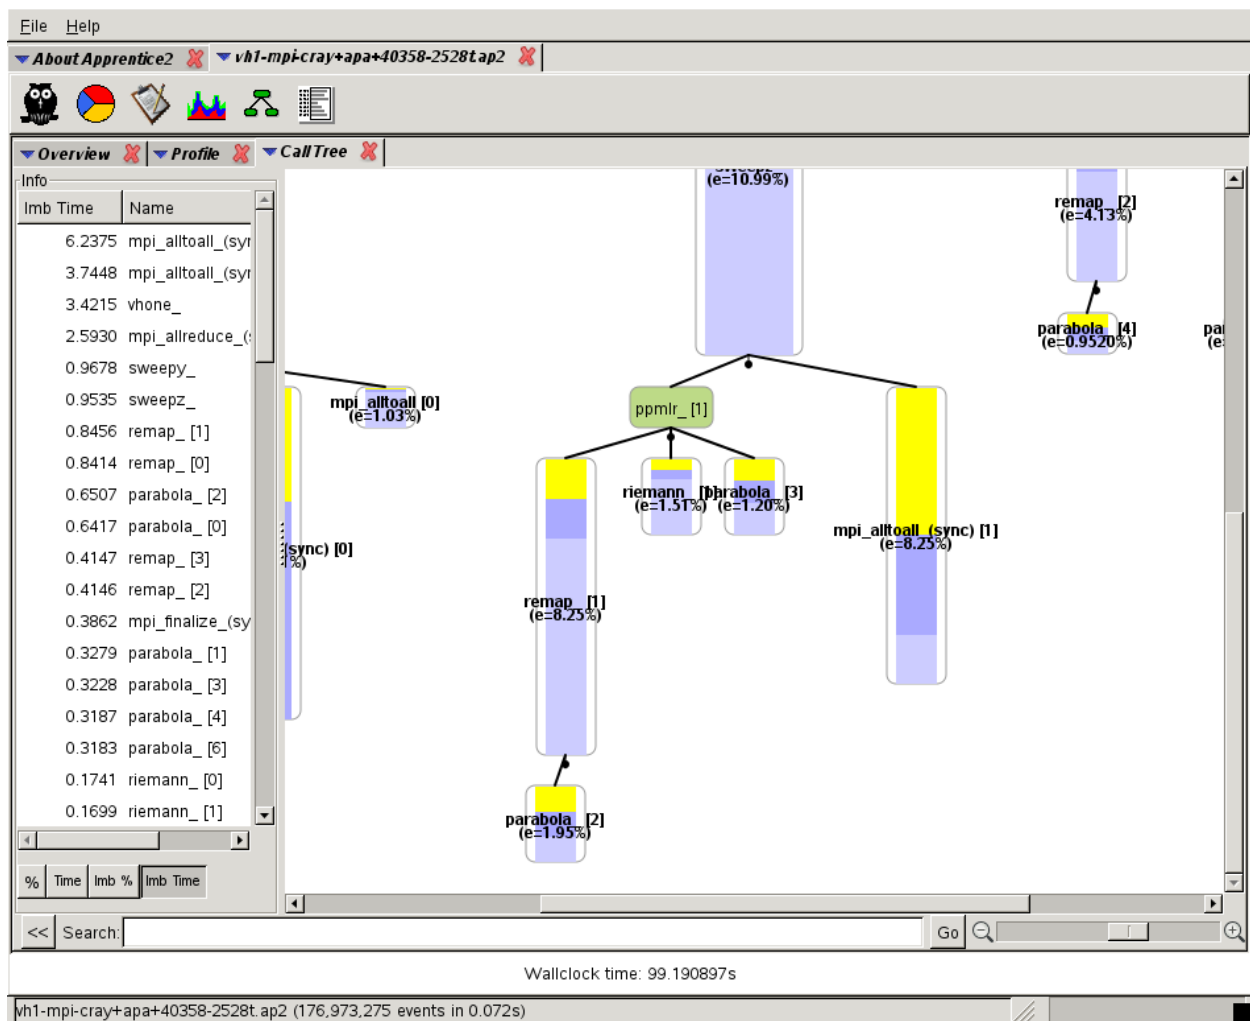 File Help
About Apprentice2 vh1-mpi-cray+apa+40358-2528t.ap2
Overview Profile CallTree
Info
Imb Time Name
6.2375 mpi_alltoall_(syn
3.7448 mpi_alltoall_(syn
3.4215 vhone_
2.5930 mpi_allreduce_(s
0.9678 sweepy_
0.9535 sweepz_
0.8456 remap_ [1]
0.8414 remap_ [0]
0.6507 parabola_ [2]
0.6417 parabola_ [0]
0.4147 remap_ [3]
0.4146 remap_ [2]
0.3862 mpi_finalize_(sy
0.3279 parabola_ [1]
0.3228 parabola_ [3]
0.3187 parabola_ [4]
0.3183 parabola_ [6]
0.1741 riemann_ [0]
0.1699 riemann_ [1]
% Time Imb % Imb Time
(e=10.99%)
remap_ [2]
(e=4.13%)
parabola_ [4]
(e=0.9520%)
pa
(e
mpi_alltoall [0]
(e=1.03%)
ppmlr_ [1]
riemann_ [1]
(e=1.51%)
parabola_ [3]
(e=1.20%)
mpi_alltoall_(sync) [1]
(e=8.25%)
(sync) [0]
%)
remap_ [1]
(e=8.25%)
parabola_ [2]
(e=1.95%)
<< Search: Go
Wallclock time: 99.190897s
vh1-mpi-cray+apa+40358-2528t.ap2 (176,973,275 events in 0.072s)